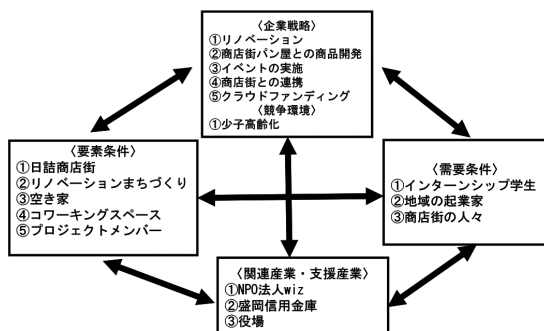 〈企業戦略〉
①リノベーション
②商店街パン屋との商品開発
③イベントの実施
④商店街との連携
⑤クラウドファンディング
〈競争環境〉
①少子高齢化
〈要素条件〉
①日詰商店街
②リノベーションまちづくり
③空き家
④コワーキングスペース
⑤プロジェクトメンバー
〈需要条件〉
①インターンシップ学生
②地域の起業家
③商店街の人々
〈関連産業・支援産業〉
①NPO法人wiz
②盛岡信用金庫
③役場